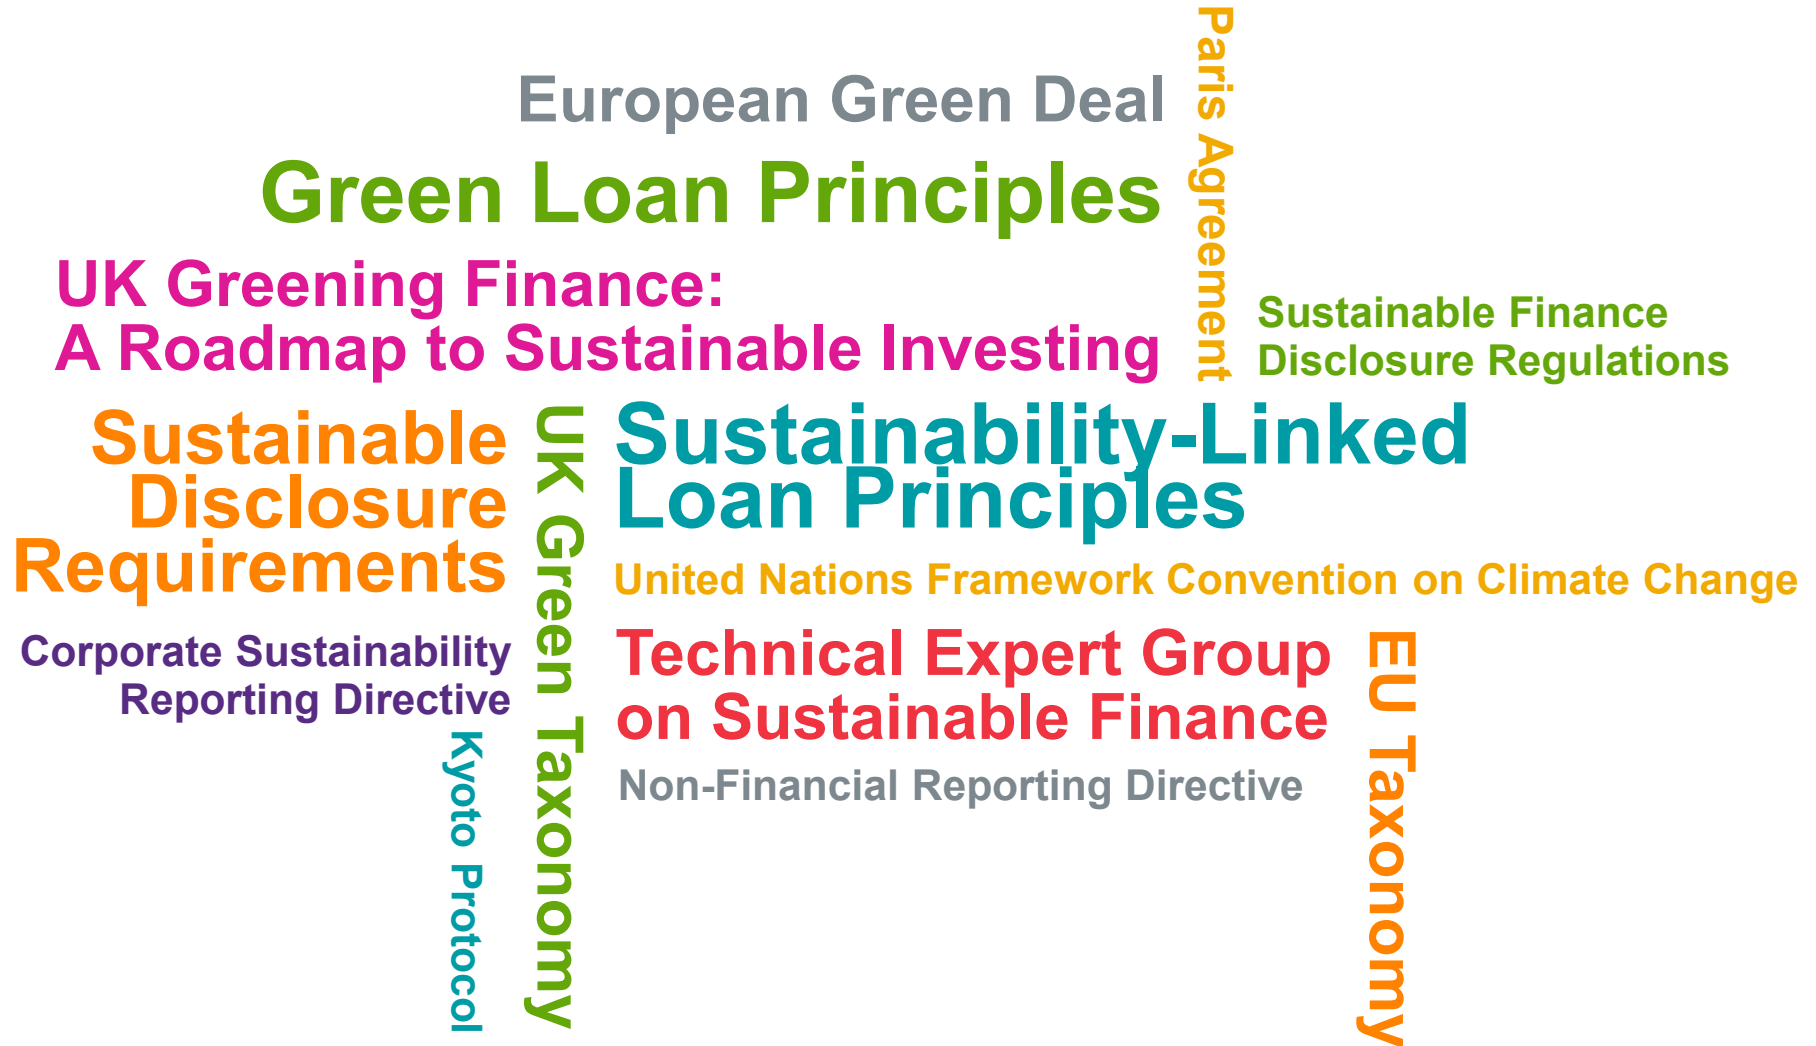 Paris Agreement
European Green Deal
Green Loan Principles
UK Greening Finance:
A Roadmap to Sustainable Investing
Sustainable Finance
Disclosure Regulations
Sustainable
Disclosure
Requirements
UK Green Taxonomy
Sustainability-Linked
Loan Principles
United Nations Framework Convention on Climate Change
Corporate Sustainability
Reporting Directive
Technical Expert Group
on Sustainable Finance
EU Taxonomy
Kyoto Protocol
Non-Financial Reporting Directive